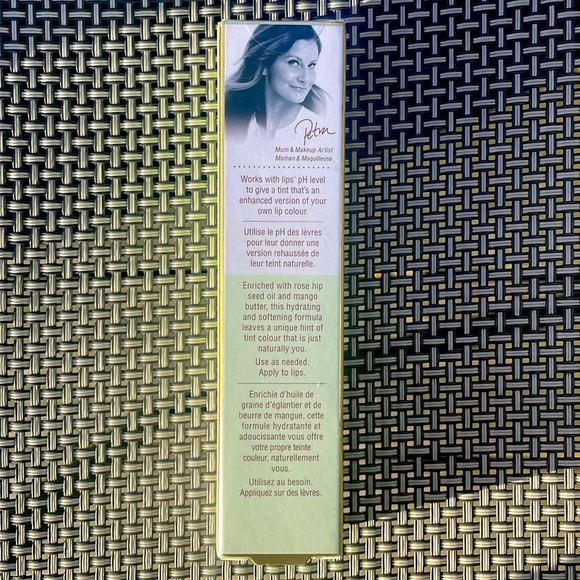 Petra
Mum & Makeup Artist
Maman & Maquilleuse
Works with lips' pH level
to give a tint that's an
enhanced version of your
own lip colour.
Utilise le pH des lèvres
pour leur donner une
version rehaussée de
leur teint naturelle.
Enriched with rose hip
seed oil and mango
butter, this hydrating
and softening formula
leaves a unique hint of
tint colour that is just
naturally you.
Use as needed.
Apply to lips.
Enrichie d'huile de
graine d'églantier et de
beurre de mangue, cette
formule hydratante et
adoucissante vous offre
votre propre teinte
couleur, naturellement
vous.
Utilisez au besoin.
Appliquez sur des lèvres.